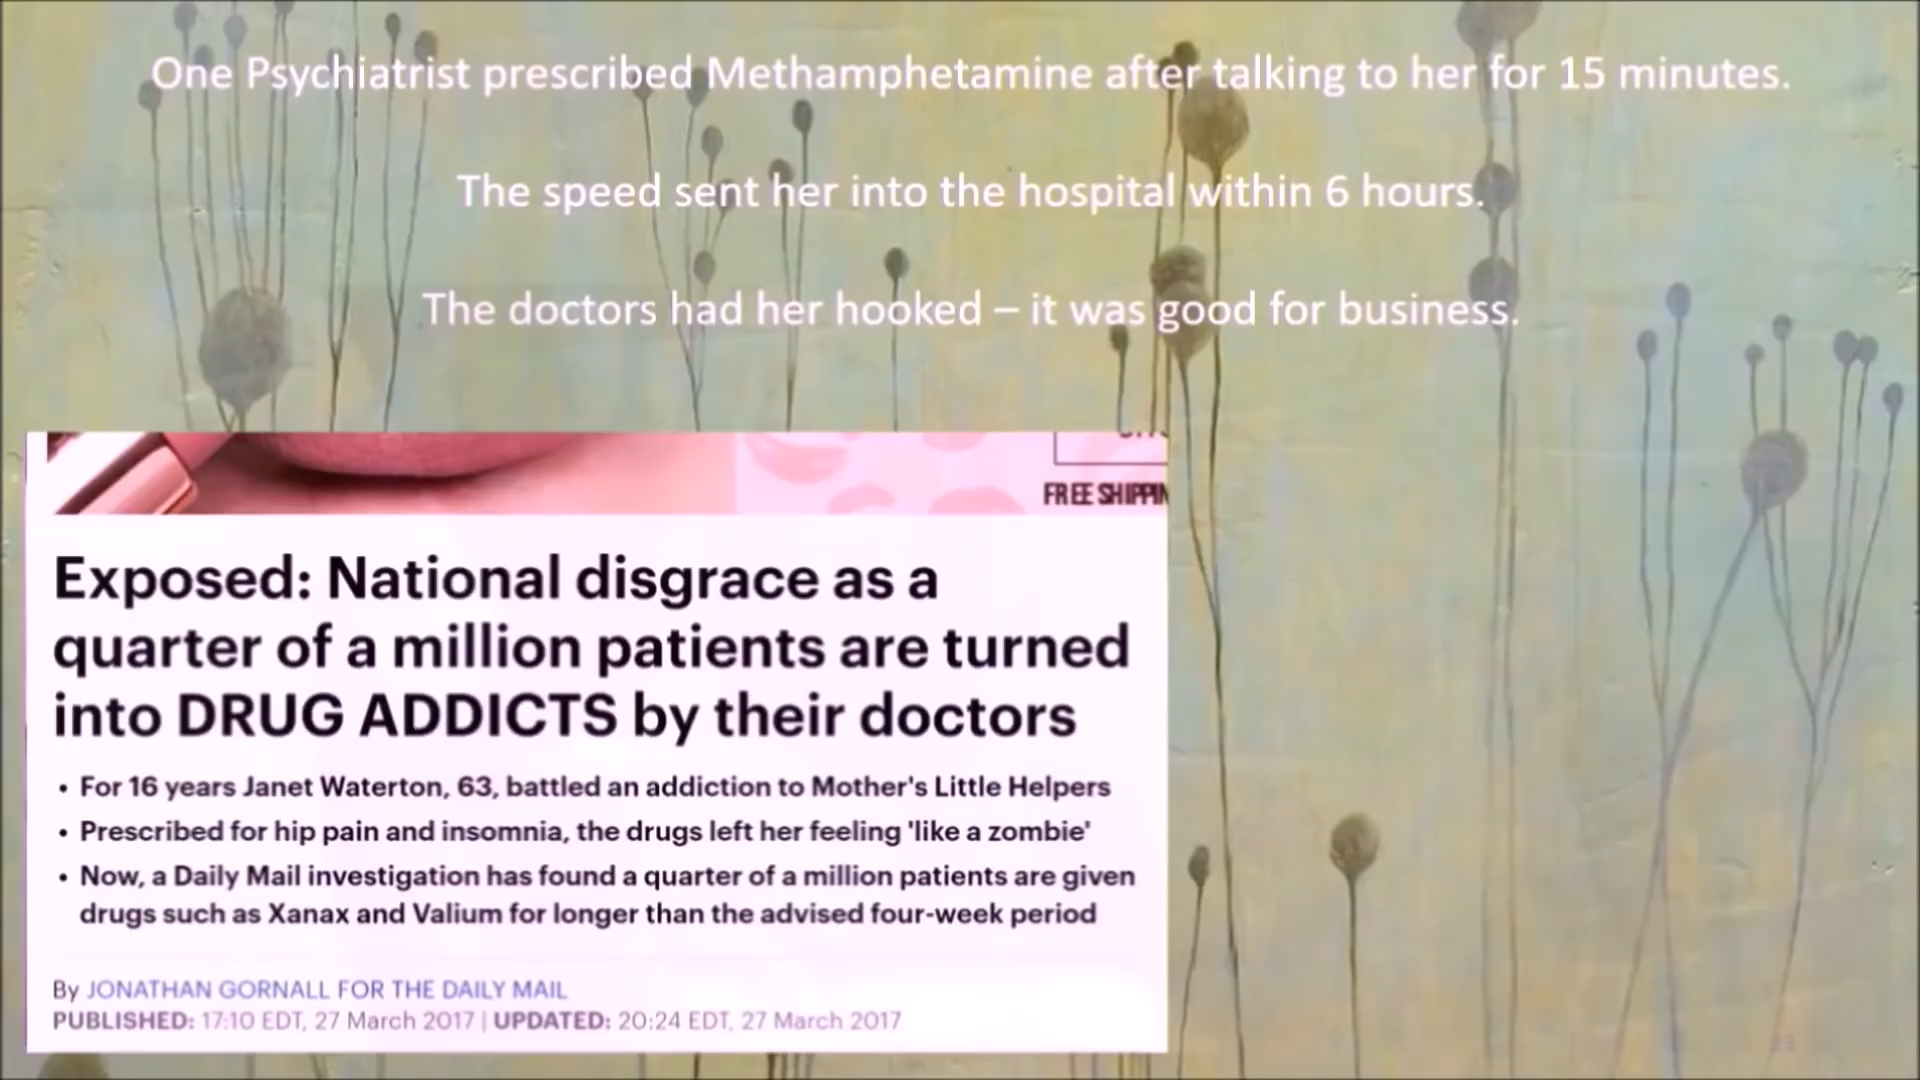 One Psychiatrist prescribed Methamphetamine after talking to her for 15 minutes.
The speed sent her into the hospital within 6 hours.
The doctors had her hooked – it was good for business.
FREE SHIPPIN
Exposed: National disgrace as a
quarter of a million patients are turned
into DRUG ADDICTS by their doctors
• For 16 years Janet Waterton, 63, battled an addiction to Mother's Little Helpers
• Prescribed for hip pain and insomnia, the drugs left her feeling 'like a zombie'
• Now, a Daily Mail investigation has found a quarter of a million patients are given
drugs such as Xanax and Valium for longer than the advised four-week period
By JONATHAN GORNALL FOR THE DAILY MAIL
PUBLISHED: 17:10 EDT, 27 March 2017 | UPDATED: 20:24 EDT, 27 March 2017